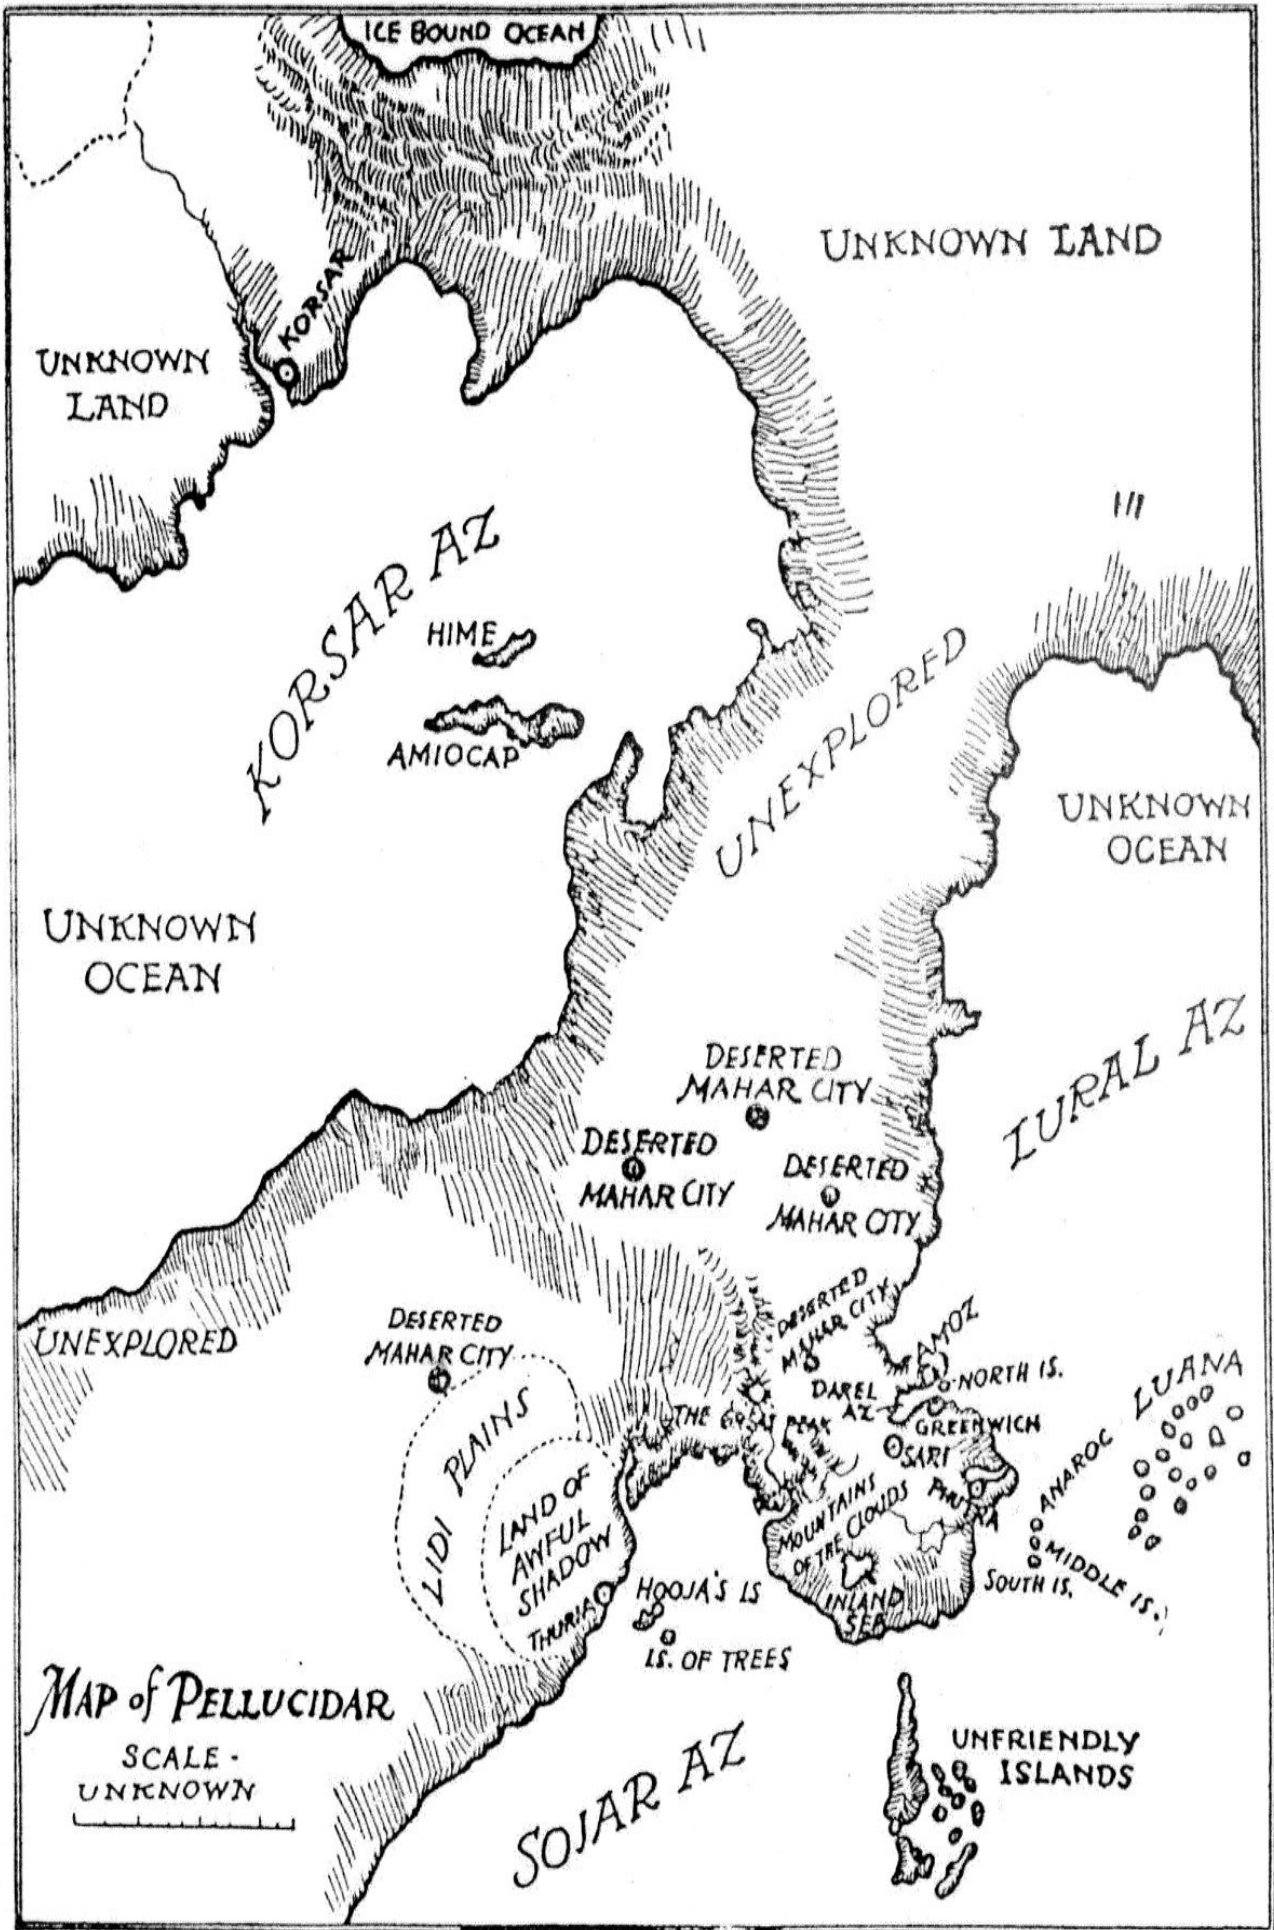 ICE BOUND OCEAN
UNKNOWN LAND
KORSAR
UNKNOWN
LAND
KORSAR AZ
HIME
AMIOCAP
UNEXPLORED
UNKNOWN
OCEAN
UNKNOWN
OCEAN
LURAL AZ
DESERTED
MAHAR CITY
DESERTED
MAHAR CITY
DESERTED
MAHAR CITY
DESERTED
MAHAR CITY
UNEXPLORED
DESERTED
MAHAR CITY
AMOZ
NORTH IS.
DAREL
AZ
GREENWICH
LUANA
THE GREAT PEAK
SARI
LIDI PLAINS
ANAROC
PHUTRA
MOUNTAINS
OF THE CLOUDS
LAND OF
AWFUL
SHADOW
MIDDLE IS.
SOUTH IS.
HOOJA'S IS
INLAND
SEA
THURIA
IS. OF TREES
MAP of PELLUCIDAR
SCALE -
UNKNOWN
UNFRIENDLY
ISLANDS
SOJAR AZ